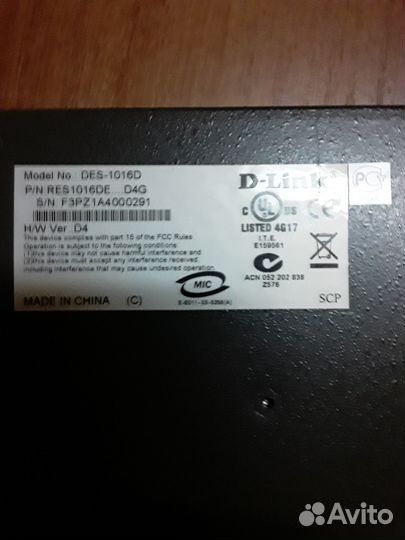 Model No.: DES-1016D
P/N RES1016DE....D4G
S/N F3PZ1A4000291
H/W Ver. D4
This device complies with part 15 of the FCC Rules.
Operation is subject to the following conditions:
(1)This device may not cause harmful interference and
(2)this device must accept any interference received,
including interference that may cause undesired
operation.
MADE IN CHINA (C)
MIC
D-Link
C UL US CE
LISTED 4G17
I.T.E.
E159561
ACN 052 202 838
Z576
SCP
Avito